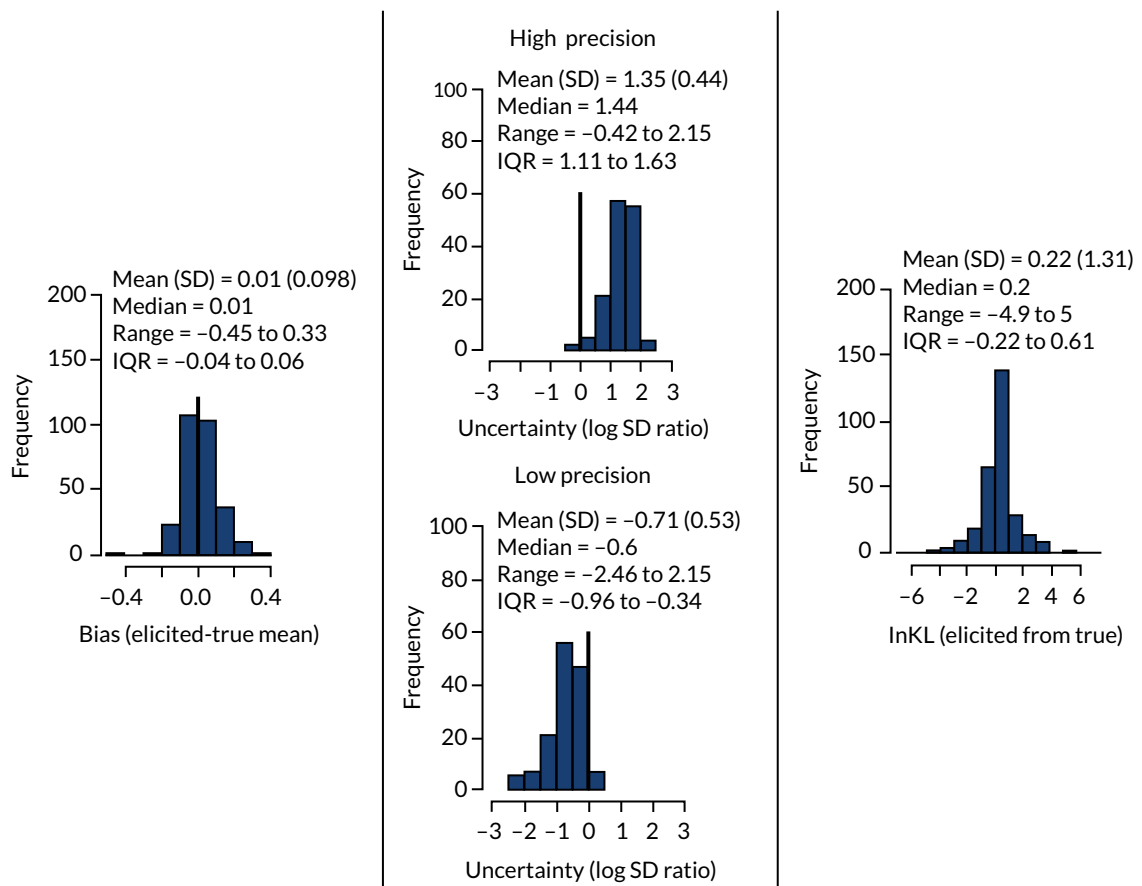 Mean (SD) = 0.01 (0.098)
Median = 0.01
Range = –0.45 to 0.33
IQR = –0.04 to 0.06
200
150
100
50
0
Frequency
–0.4
0.0
0.4
Bias (elicited-true mean)
High precision
Mean (SD) = 1.35 (0.44)
Median = 1.44
Range = –0.42 to 2.15
IQR = 1.11 to 1.63
100
80
60
40
20
0
Frequency
–3
–1
0
1
2
3
Uncertainty (log SD ratio)
Low precision
Mean (SD) = –0.71 (0.53)
Median = –0.6
Range = –2.46 to 2.15
IQR = –0.96 to –0.34
100
80
60
40
20
0
Frequency
–3
–2
–1
0
1
2
3
Uncertainty (log SD ratio)
Mean (SD) = 0.22 (1.31)
Median = 0.2
Range = –4.9 to 5
IQR = –0.22 to 0.61
200
150
100
50
0
Frequency
–6
–2
2
4
6
InKL (elicited from true)